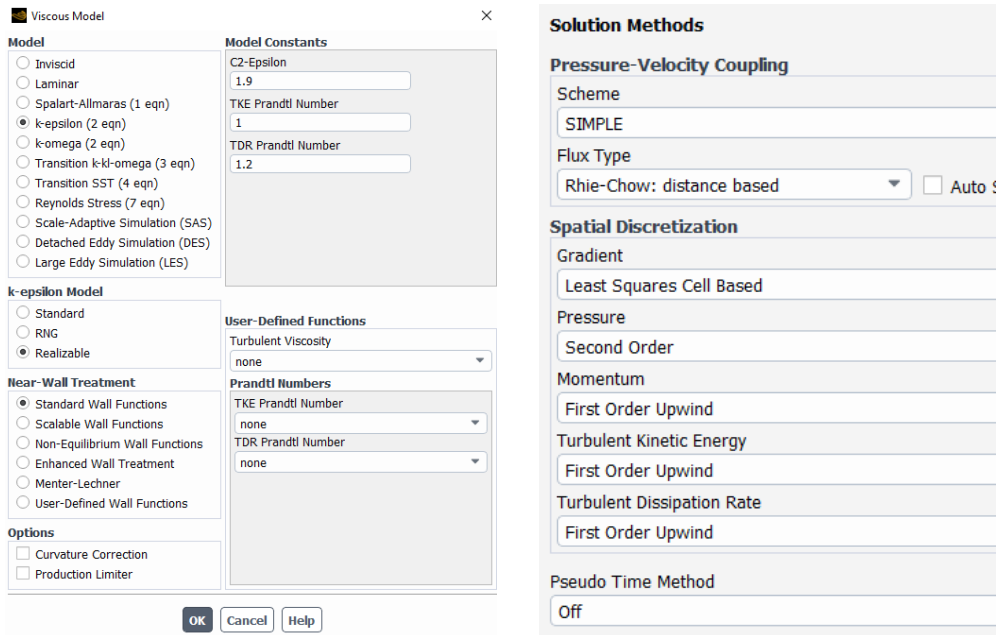 Viscous Model
Model
Inviscid
Laminar
Spalart-Allmaras (1 eqn)
k-epsilon (2 eqn)
k-omega (2 eqn)
Transition k-kl-omega (3 eqn)
Transition SST (4 eqn)
Reynolds Stress (7 eqn)
Scale-Adaptive Simulation (SAS)
Detached Eddy Simulation (DES)
Large Eddy Simulation (LES)
k-epsilon Model
Standard
RNG
Realizable
Near-Wall Treatment
Standard Wall Functions
Scalable Wall Functions
Non-Equilibrium Wall Functions
Enhanced Wall Treatment
Menter-Lechner
User-Defined Wall Functions
Options
Curvature Correction
Production Limiter
Model Constants
C2-Epsilon
1.9
TKE Prandtl Number
1
TDR Prandtl Number
1.2
User-Defined Functions
Turbulent Viscosity
none
Prandtl Numbers
TKE Prandtl Number
none
TDR Prandtl Number
none
OK Cancel Help
Solution Methods
Pressure-Velocity Coupling
Scheme
SIMPLE
Flux Type
Rhie-Chow: distance based Auto S
Spatial Discretization
Gradient
Least Squares Cell Based
Pressure
Second Order
Momentum
First Order Upwind
Turbulent Kinetic Energy
First Order Upwind
Turbulent Dissipation Rate
First Order Upwind
Pseudo Time Method
Off